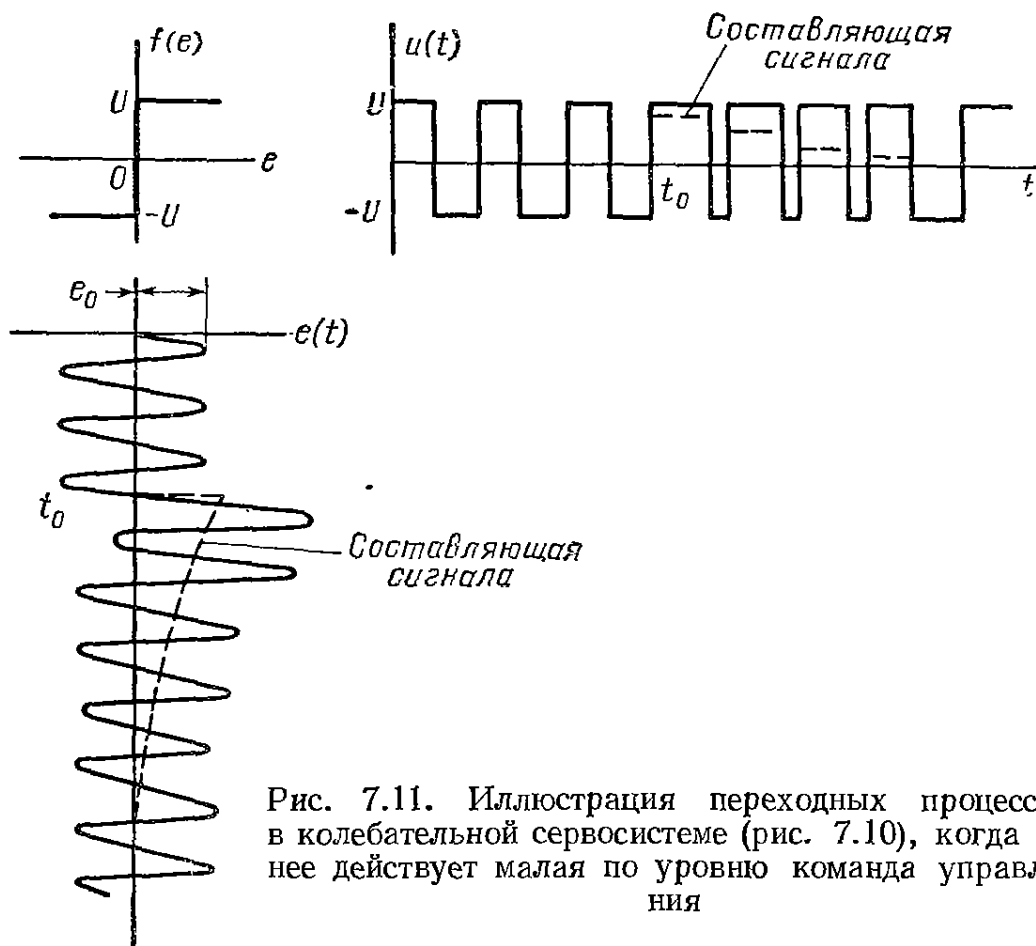 f(e)
U
0
e
-U
u(t)
U
-U
t₀
t
Составляющая
сигнала
e₀
e(t)
t₀
Составляющая
сигнала
Рис. 7.11. Иллюстрация переходных процесс
в колебательной сервосистеме (рис. 7.10), когда
нее действует малая по уровню команда управл
ния